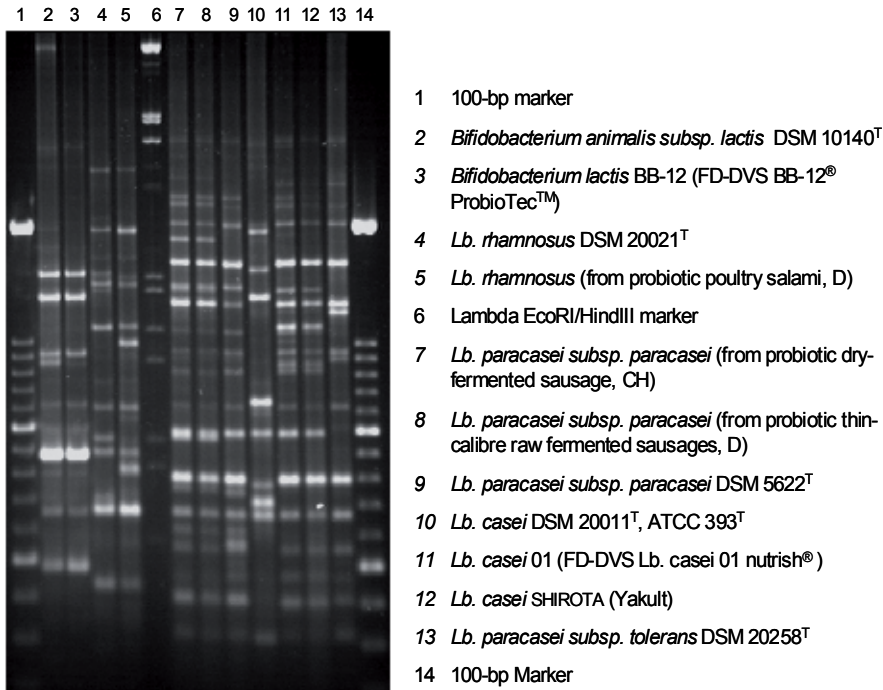 1 2 3 4 5 6 7 8 9 10 11 12 13 14
1 100-bp marker
2 Bifidobacterium animalis subsp. lactis DSM 10140ᵀ
3 Bifidobacterium lactis BB-12 (FD-DVS BB-12®
ProbioTec™)
4 Lb. rhamnosus DSM 20021ᵀ
5 Lb. rhamnosus (from probiotic poultry salami, D)
6 Lambda EcoRI/HindIII marker
7 Lb. paracasei subsp. paracasei (from probiotic dry-
fermented sausage, CH)
8 Lb. paracasei subsp. paracasei (from probiotic thin-
calibre raw fermented sausages, D)
9 Lb. paracasei subsp. paracasei DSM 5622ᵀ
10 Lb. casei DSM 20011ᵀ, ATCC 393ᵀ
11 Lb. casei 01 (FD-DVS Lb. casei 01 nutrish® )
12 Lb. casei SHIROTA (Yakult)
13 Lb. paracasei subsp. tolerans DSM 20258ᵀ
14 100-bp Marker